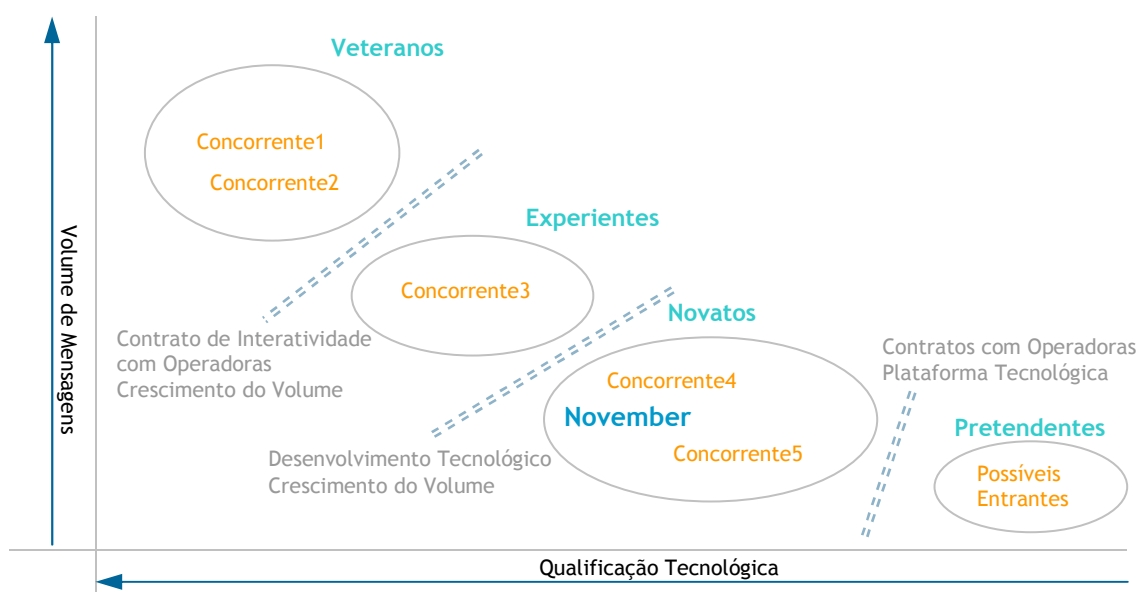 Veteranos
Concorrente1
Concorrente2
Experientes
Concorrente3
Volume de Mensagens
Contrato de Interatividade
com Operadoras
Crescimento do Volume
Novatos
Concorrente4
November
Concorrente5
Desenvolvimento Tecnológico
Crescimento do Volume
Contratos com Operadoras
Plataforma Tecnológica
Pretendentes
Possíveis
Entrantes
Qualificação Tecnológica